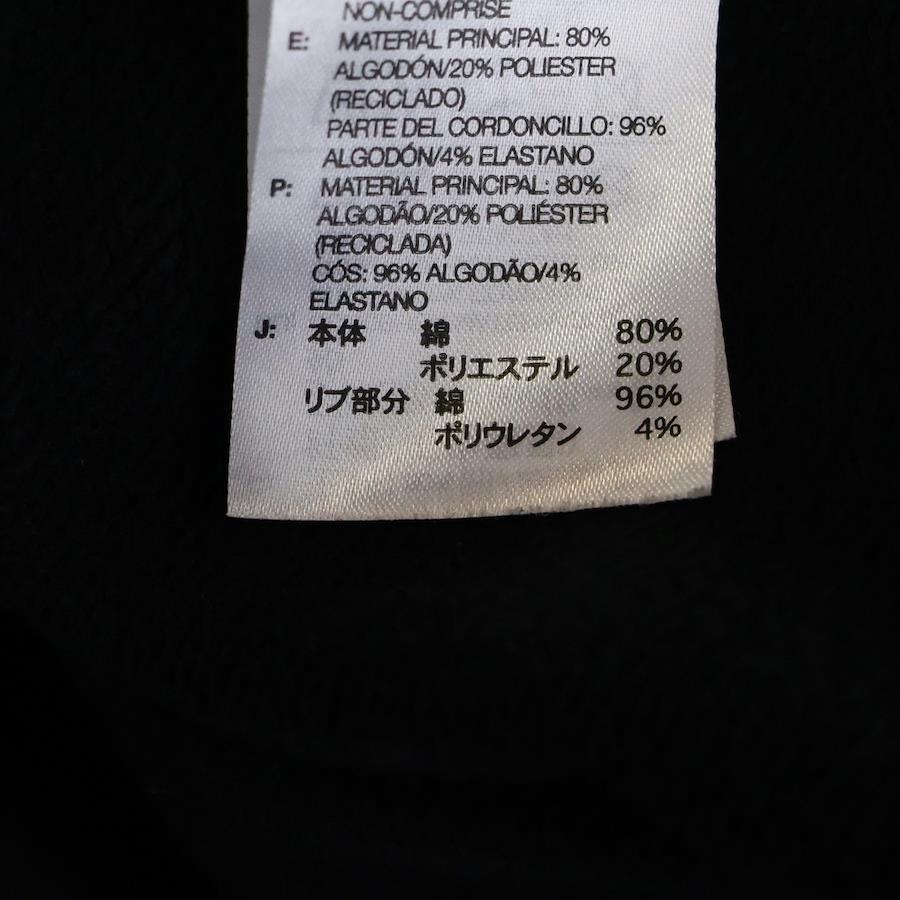 NON-COMPRISE
E: MATERIAL PRINCIPAL: 80%
ALGODÓN/20% POLIESTER
(RECICLADO)
PARTE DEL CORDONCILLO: 96%
ALGODÓN/4% ELASTANO
P: MATERIAL PRINCIPAL: 80%
ALGODÃO/20% POLIÉSTER
(RECICLADA)
CÓS: 96% ALGODÃO/4%
ELASTANO
J: 本体 綿 80%
ポリエステル 20%
リブ部分 綿 96%
ポリウレタン 4%